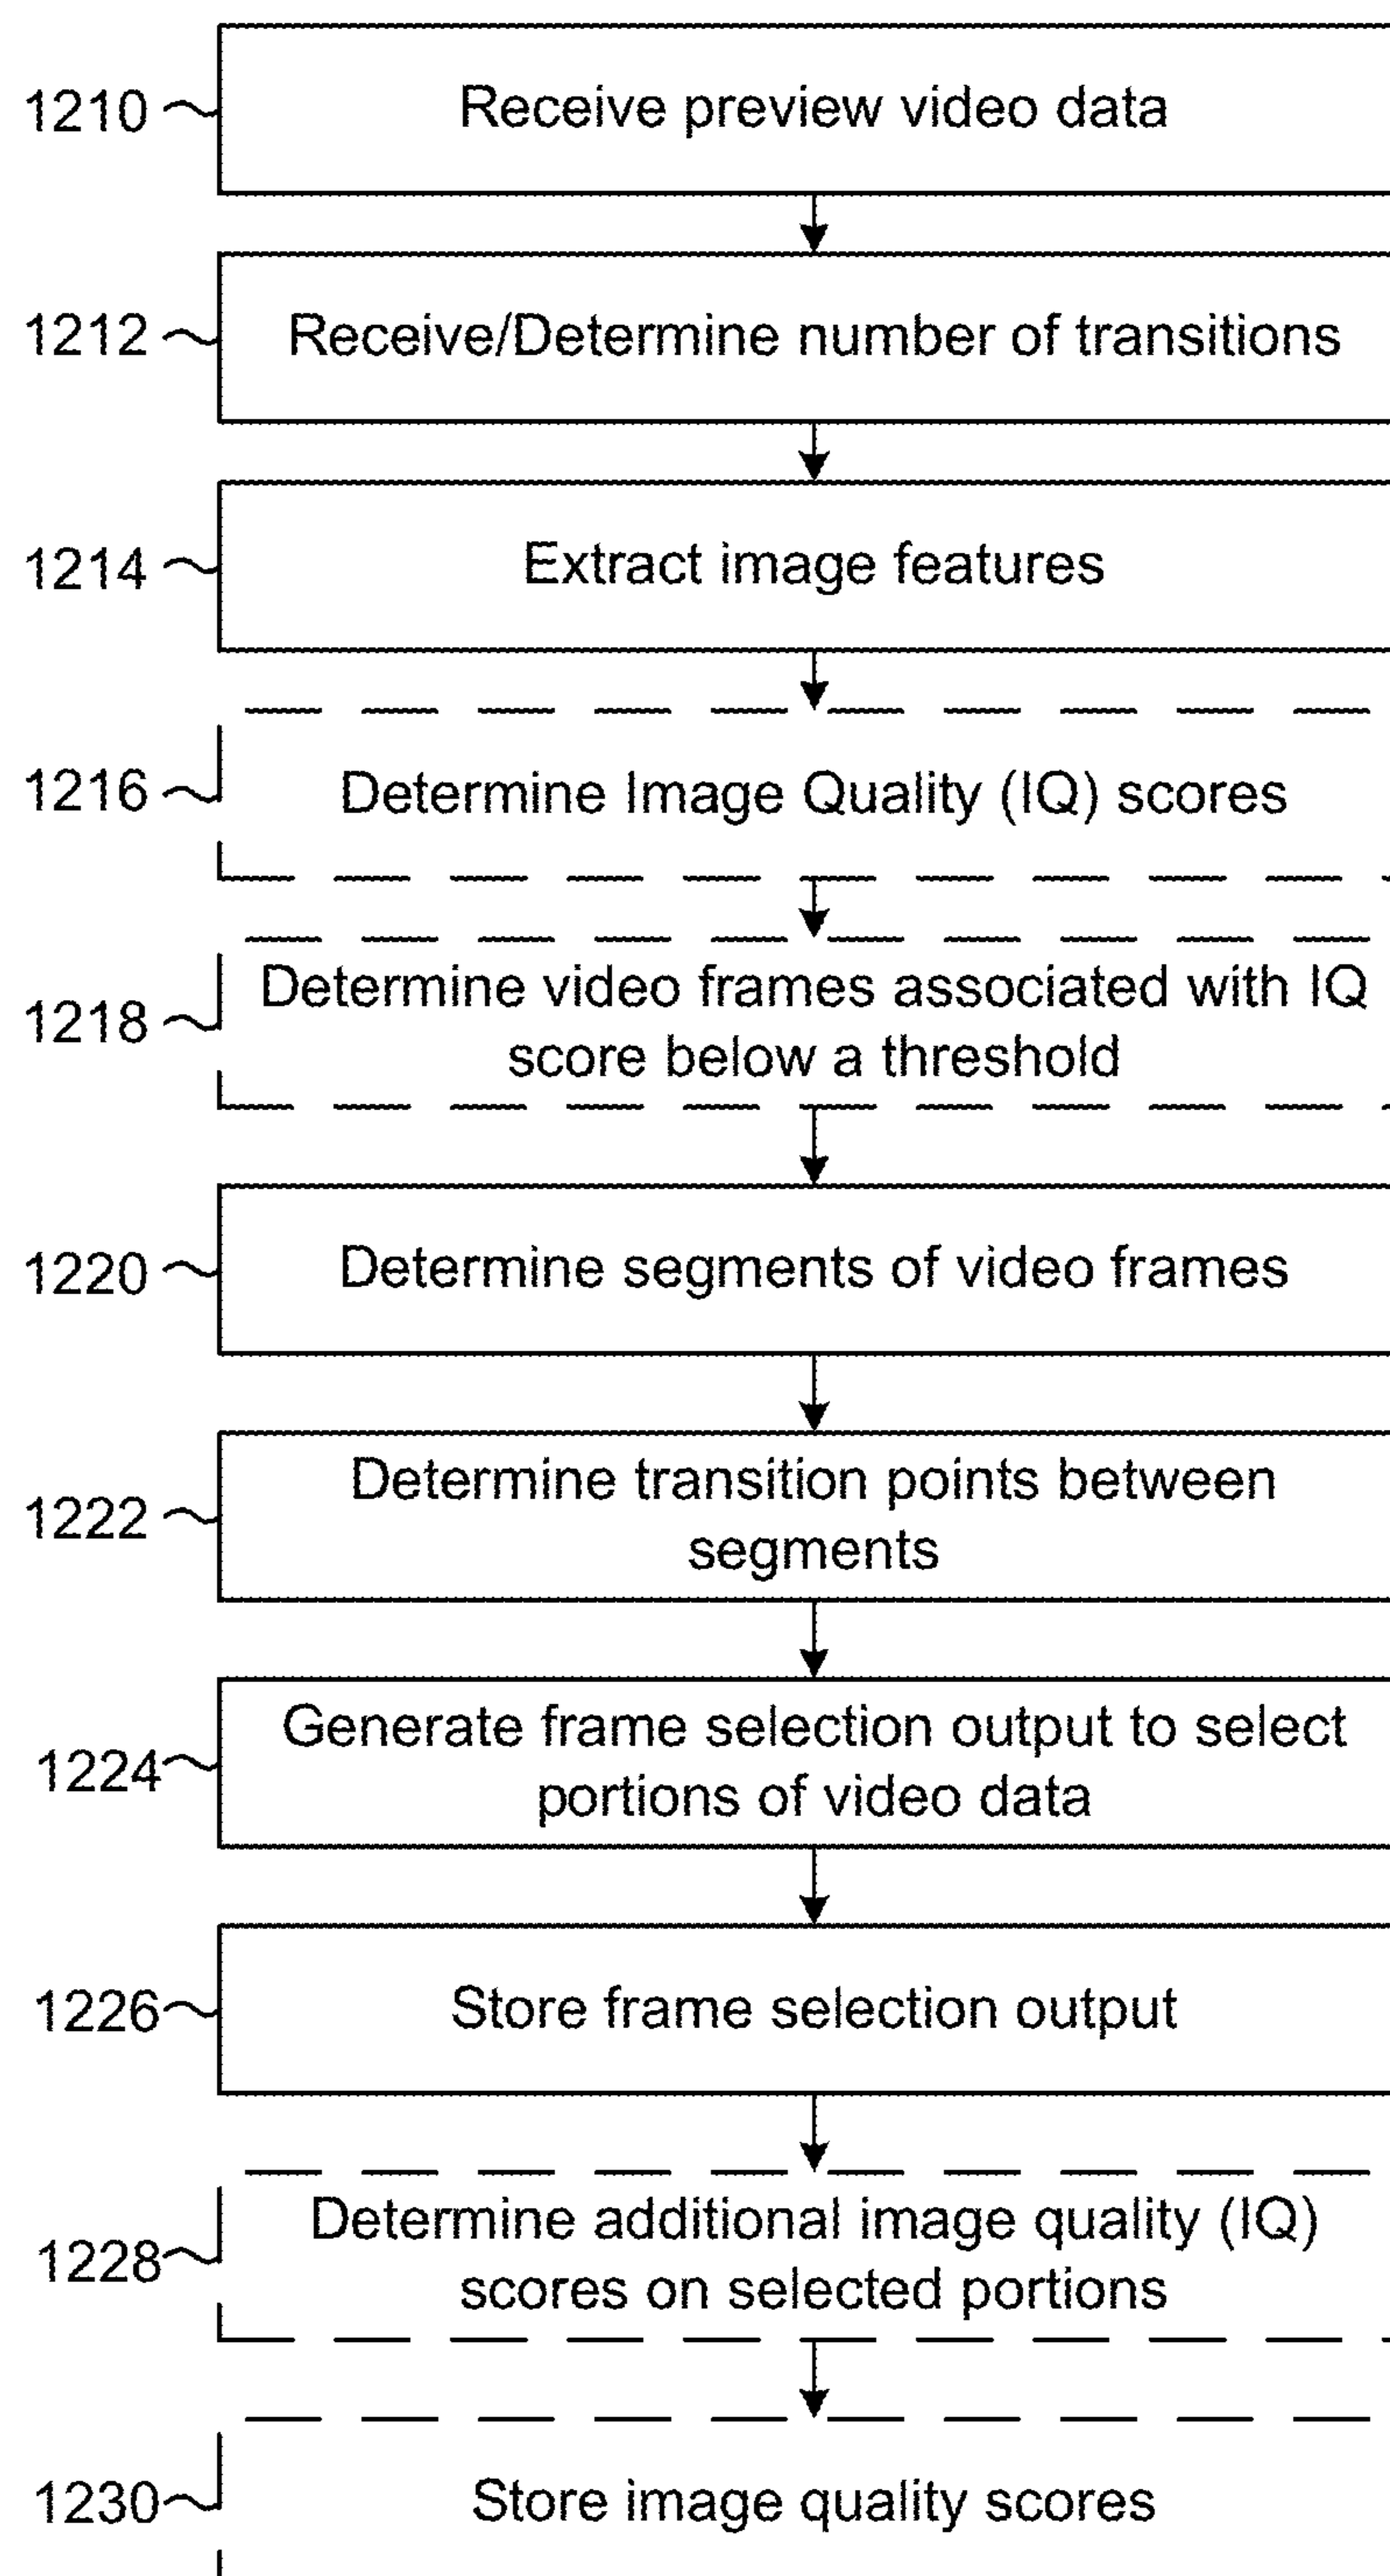 1210
Receive preview video data
1212
Receive/Determine number of transitions
1214
Extract image features
1216
Determine Image Quality (IQ) scores
1218
Determine video frames associated with IQ
score below a threshold
1220
Determine segments of video frames
1222
Determine transition points between
segments
1224
Generate frame selection output to select
portions of video data
1226
Store frame selection output
1228
Determine additional image quality (IQ)
scores on selected portions
1230
Store image quality scores